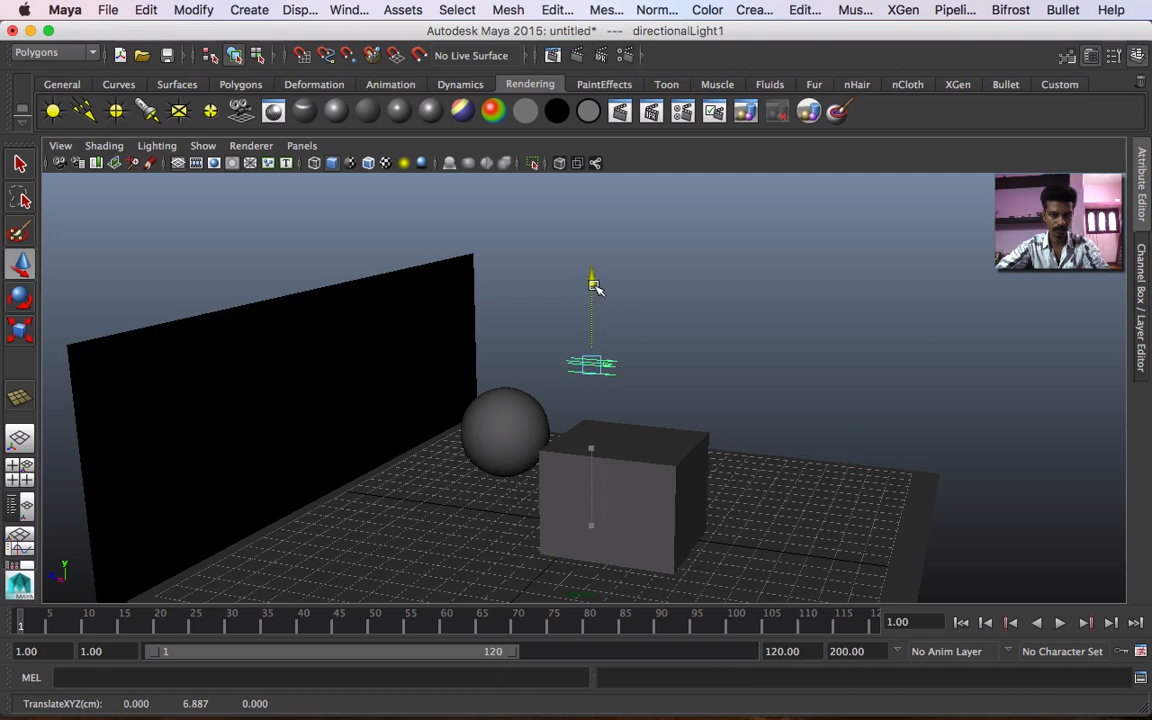 Maya File Edit Modify Create Disp... Wind... Assets Select Mesh Edit... Mes... Norm... Color Crea... Edit... Mus... XGen Pipeli... Bifrost Bullet Help
Autodesk Maya 2015: untitled* --- directionalLight1
Polygons No Live Surface
General Curves Surfaces Polygons Deformation Animation Dynamics Rendering PaintEffects Toon Muscle Fluids Fur nHair nCloth XGen Bullet Custom
View Shading Lighting Show Renderer Panels
Attribute Editor
Channel Box / Layer Editor
y
MAYA
5 10 15 20 25 30 35 40 45 50 55 60 65 70 75 80 85 90 95 100 105 110 115 12
1
1.00
1.00 1.00 1 120 120.00 200.00 No Anim Layer No Character Set
MEL
TranslateXYZ(cm): 0.000 6.887 0.000